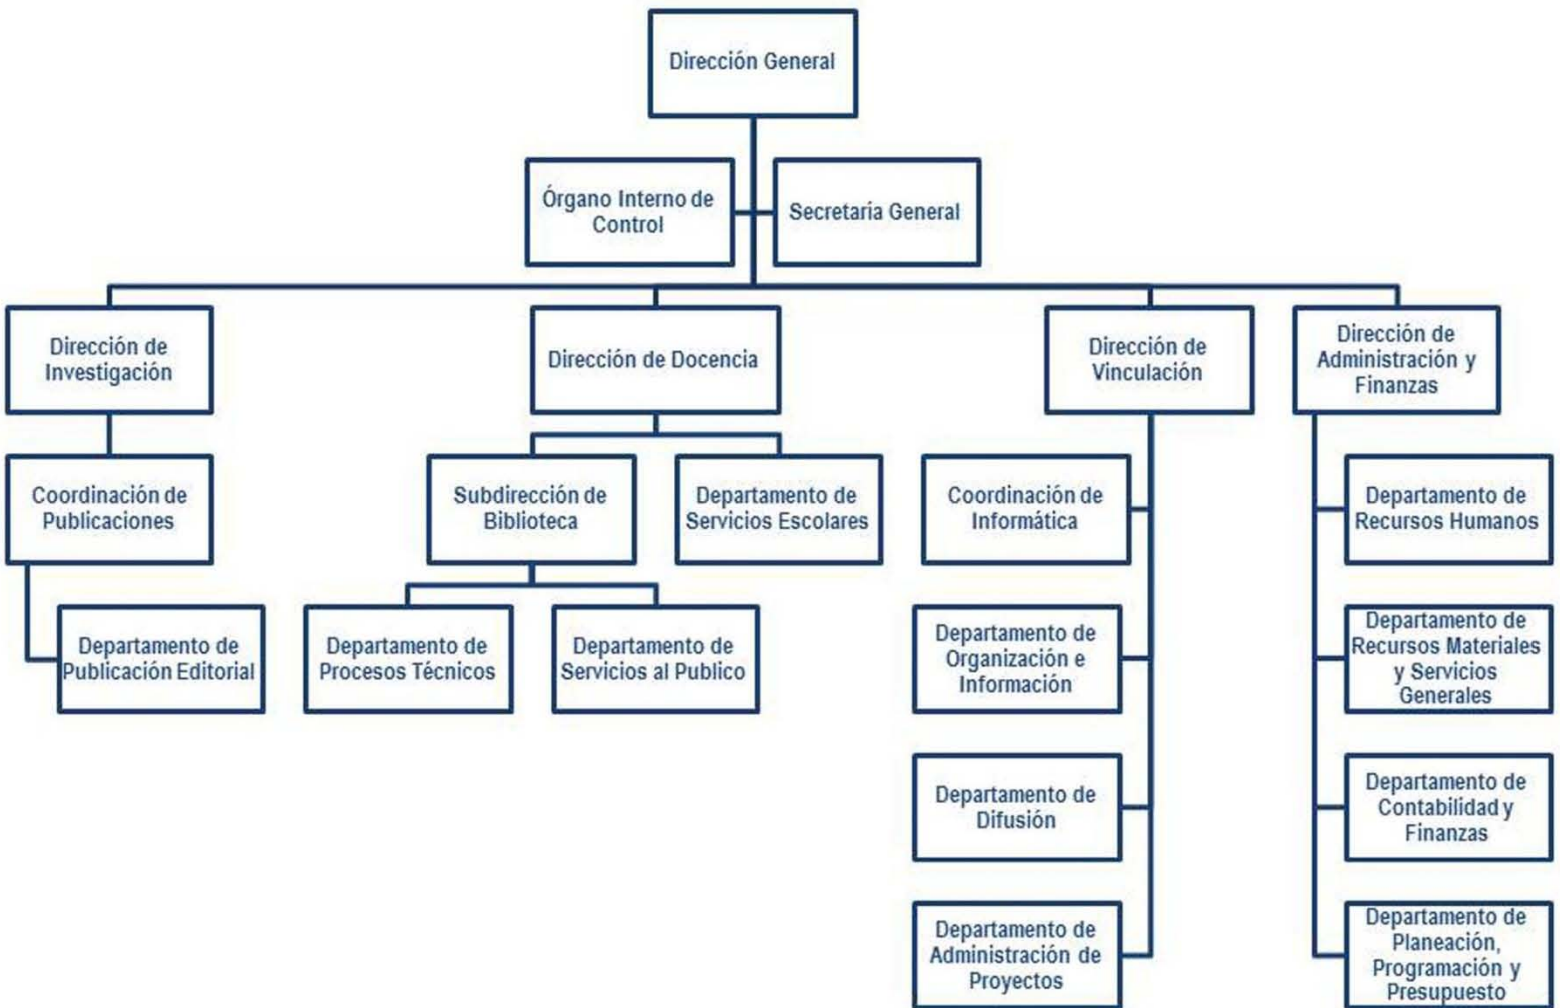 Dirección General
Órgano Interno de
Control
Secretaría General
Dirección de
Investigación
Dirección de Docencia
Dirección de
Vinculación
Dirección de
Administración y
Finanzas
Coordinación de
Publicaciones
Subdirección de
Biblioteca
Departamento de
Servicios Escolares
Coordinación de
Informática
Departamento de
Recursos Humanos
Departamento de
Publicación Editorial
Departamento de
Procesos Técnicos
Departamento de
Servicios al Publico
Departamento de
Organización e
Información
Departamento de
Recursos Materiales
y Servicios
Generales
Departamento de
Difusión
Departamento de
Contabilidad y
Finanzas
Departamento de
Administración de
Proyectos
Departamento de
Planeación,
Programación y
Presupuesto